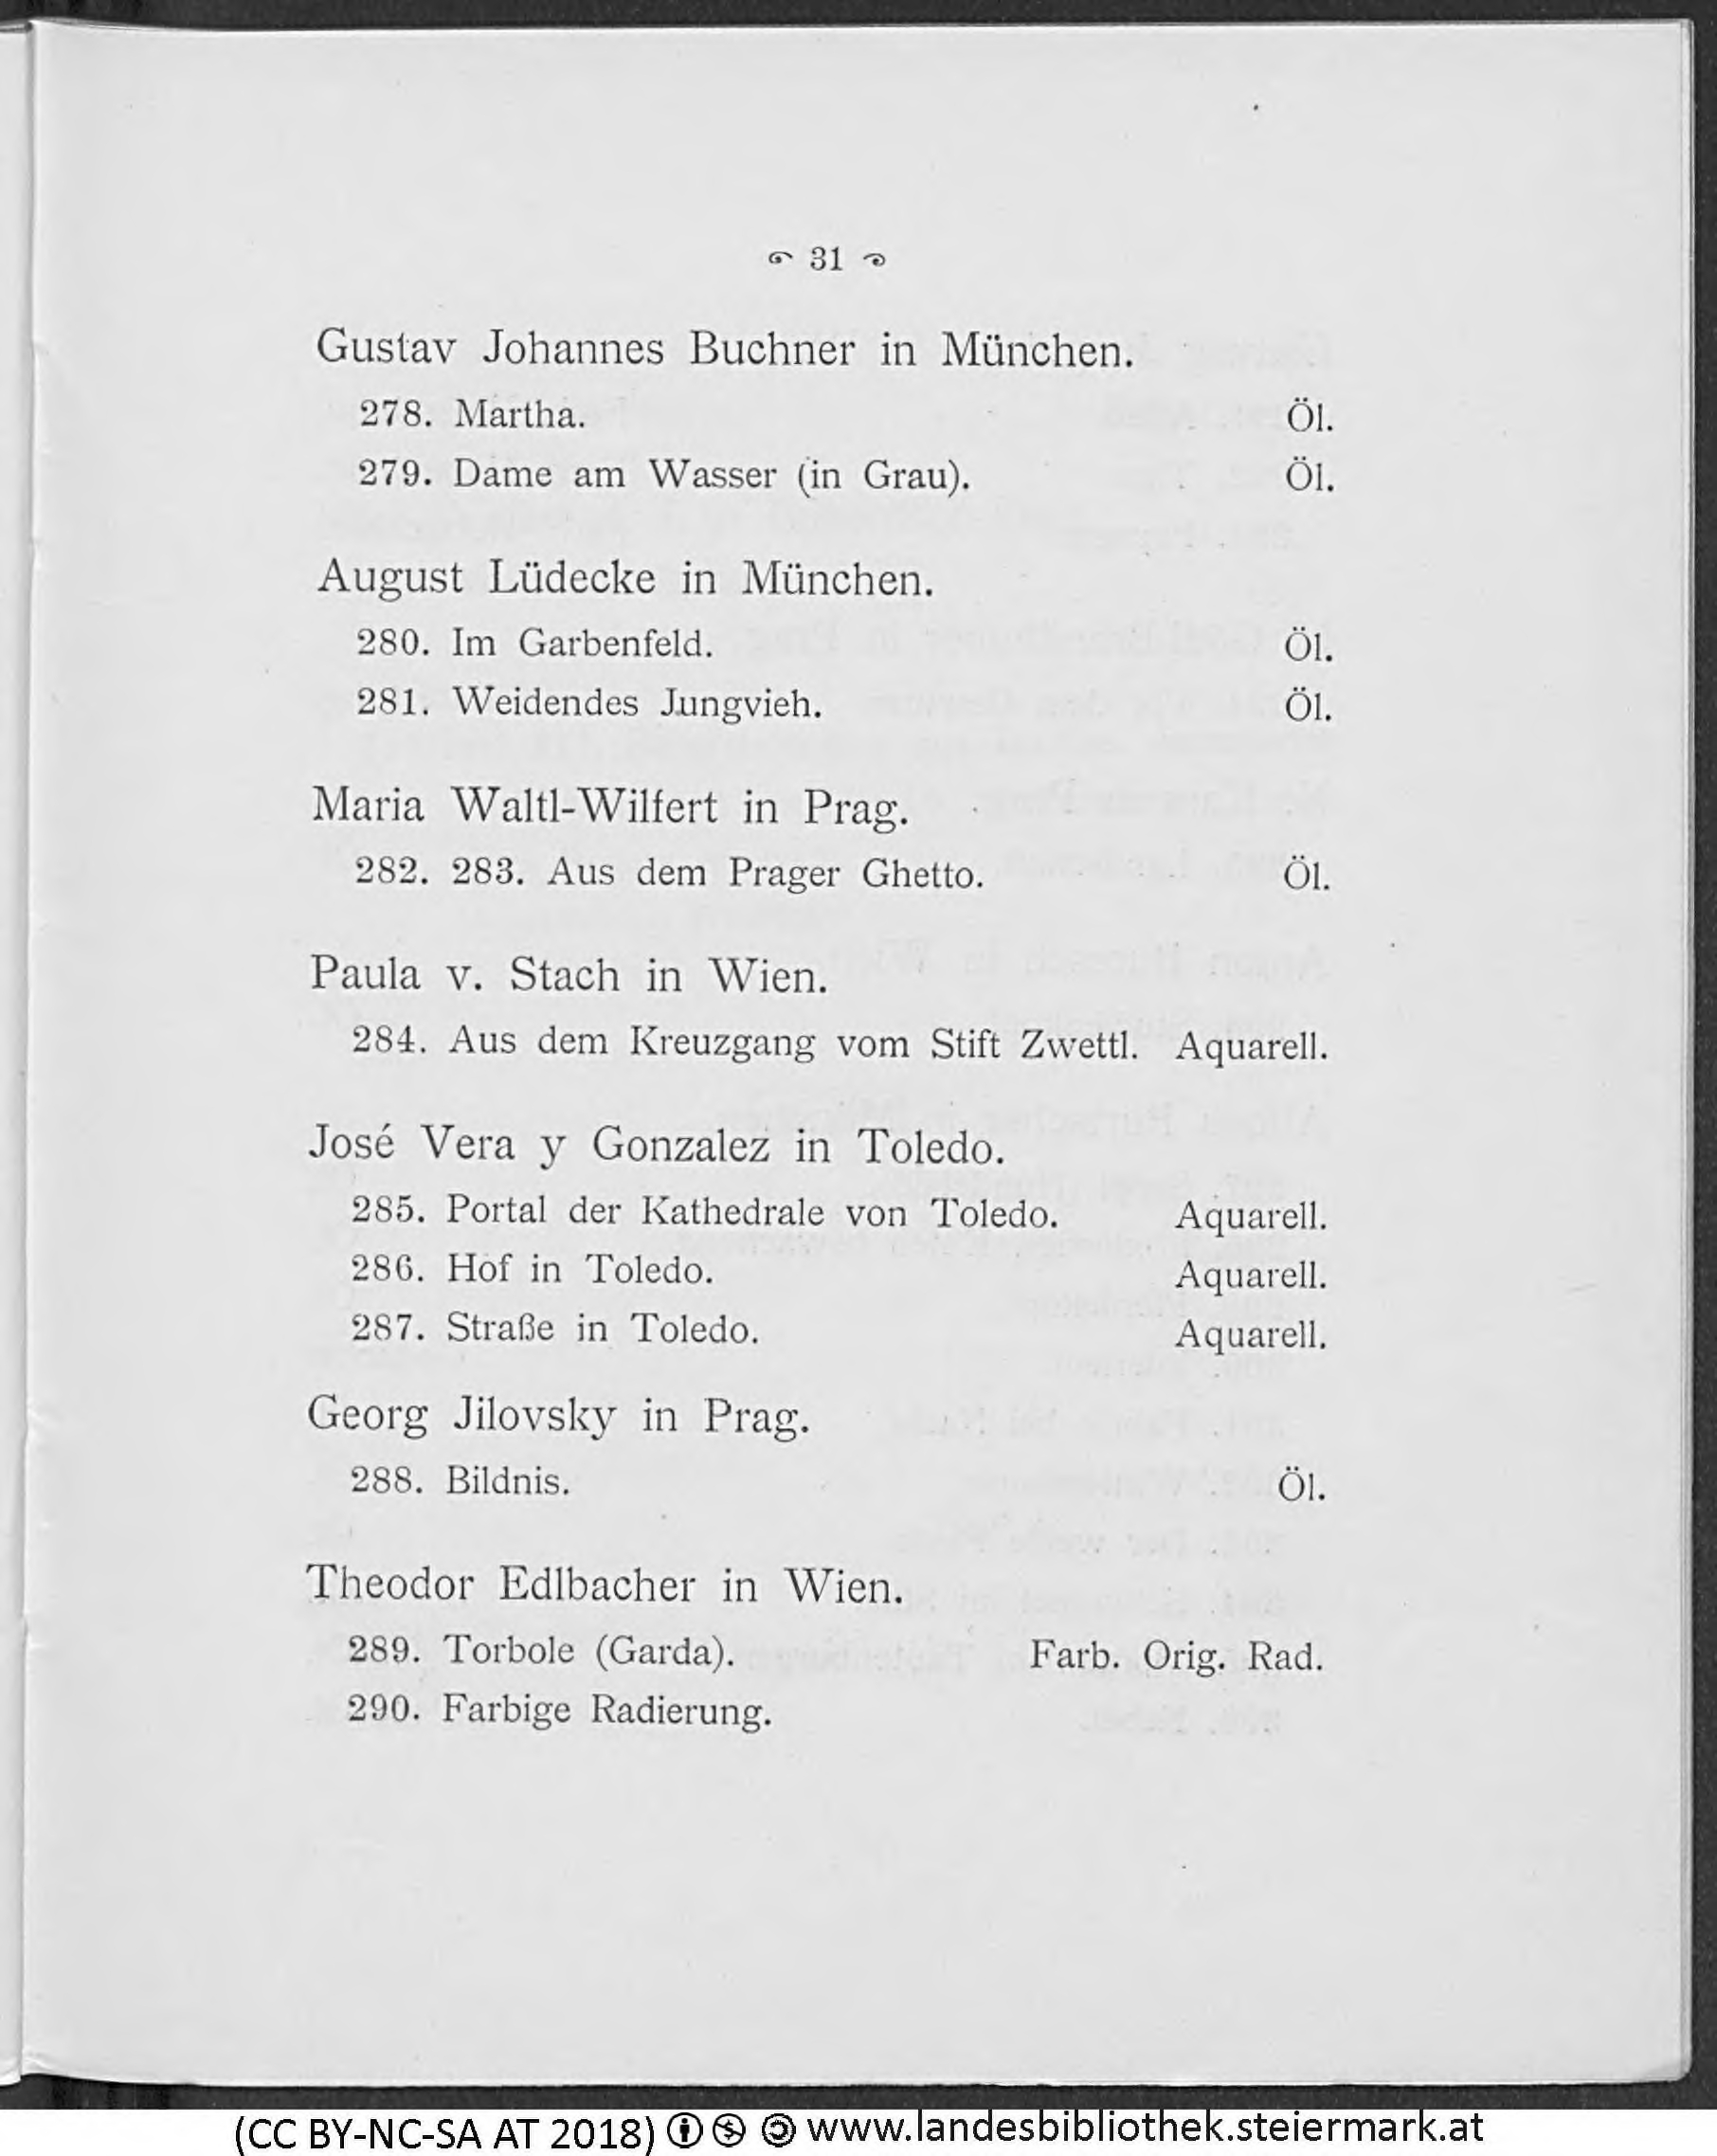 31
Gustav Johannes Buchner in München.
278. Martha. Öl.
279. Dame am Wasser (in Grau). Öl.
August Lüdecke in München.
280. Im Garbenfeld. Öl.
281. Weidendes Jungvieh. Öl.
Maria Waltl-Wilfert in Prag.
282. 283. Aus dem Prager Ghetto. Öl.
Paula v. Stach in Wien.
284. Aus dem Kreuzgang vom Stift Zwettl. Aquarell.
José Vera y Gonzalez in Toledo.
285. Portal der Kathedrale von Toledo. Aquarell.
286. Hof in Toledo. Aquarell.
287. Straße in Toledo. Aquarell.
Georg Jilovsky in Prag.
288. Bildnis. Öl.
Theodor Edlbacher in Wien.
289. Torbole (Garda). Farb. Orig. Rad.
290. Farbige Radierung.
(CC BY-NC-SA AT 2018) www.landesbibliothek.steiermark.at